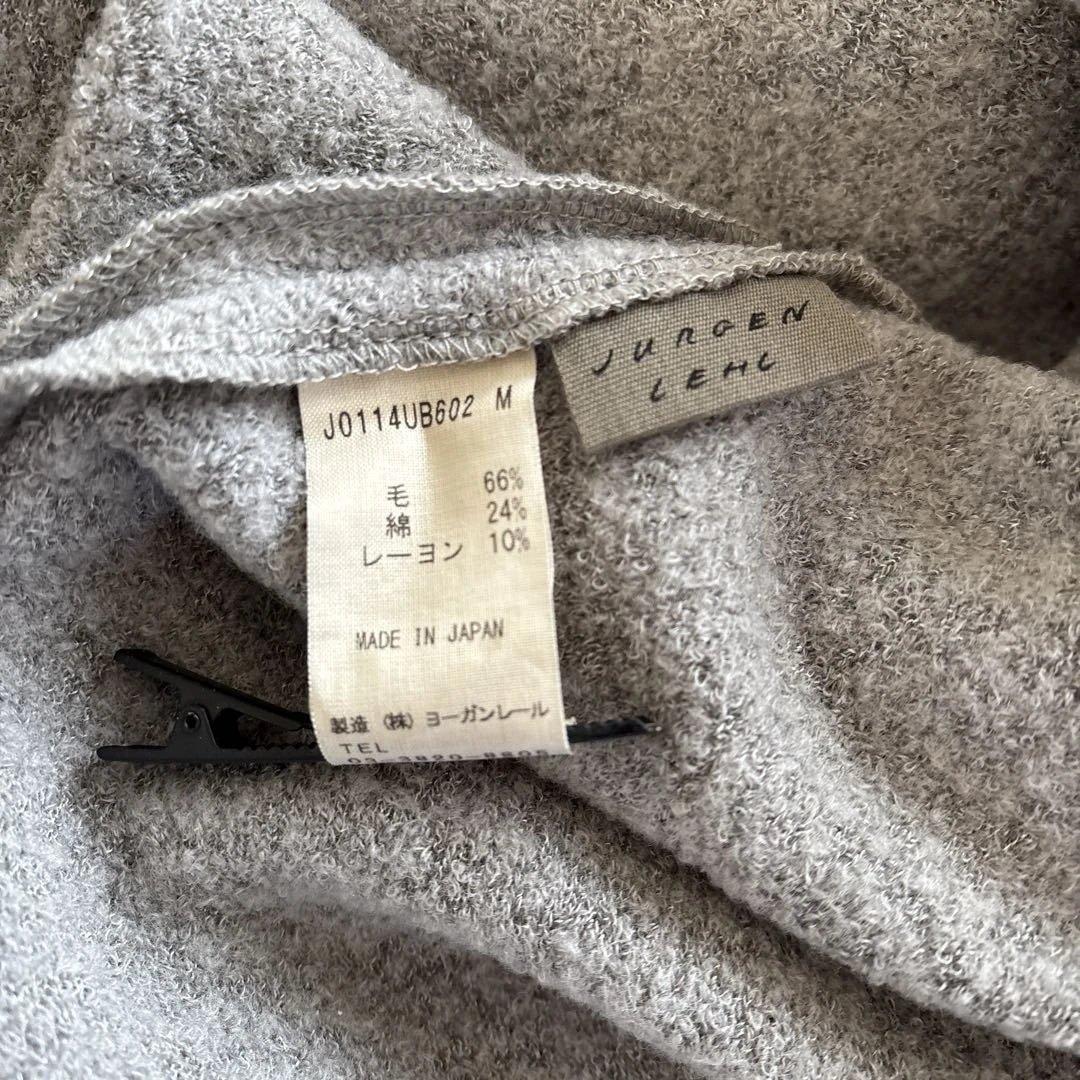 JURGEN
LEHL
J0114UB602 M
毛 66%
綿 24%
レーヨン 10%
MADE IN JAPAN
製造 (株) ヨーガンレール
TEL